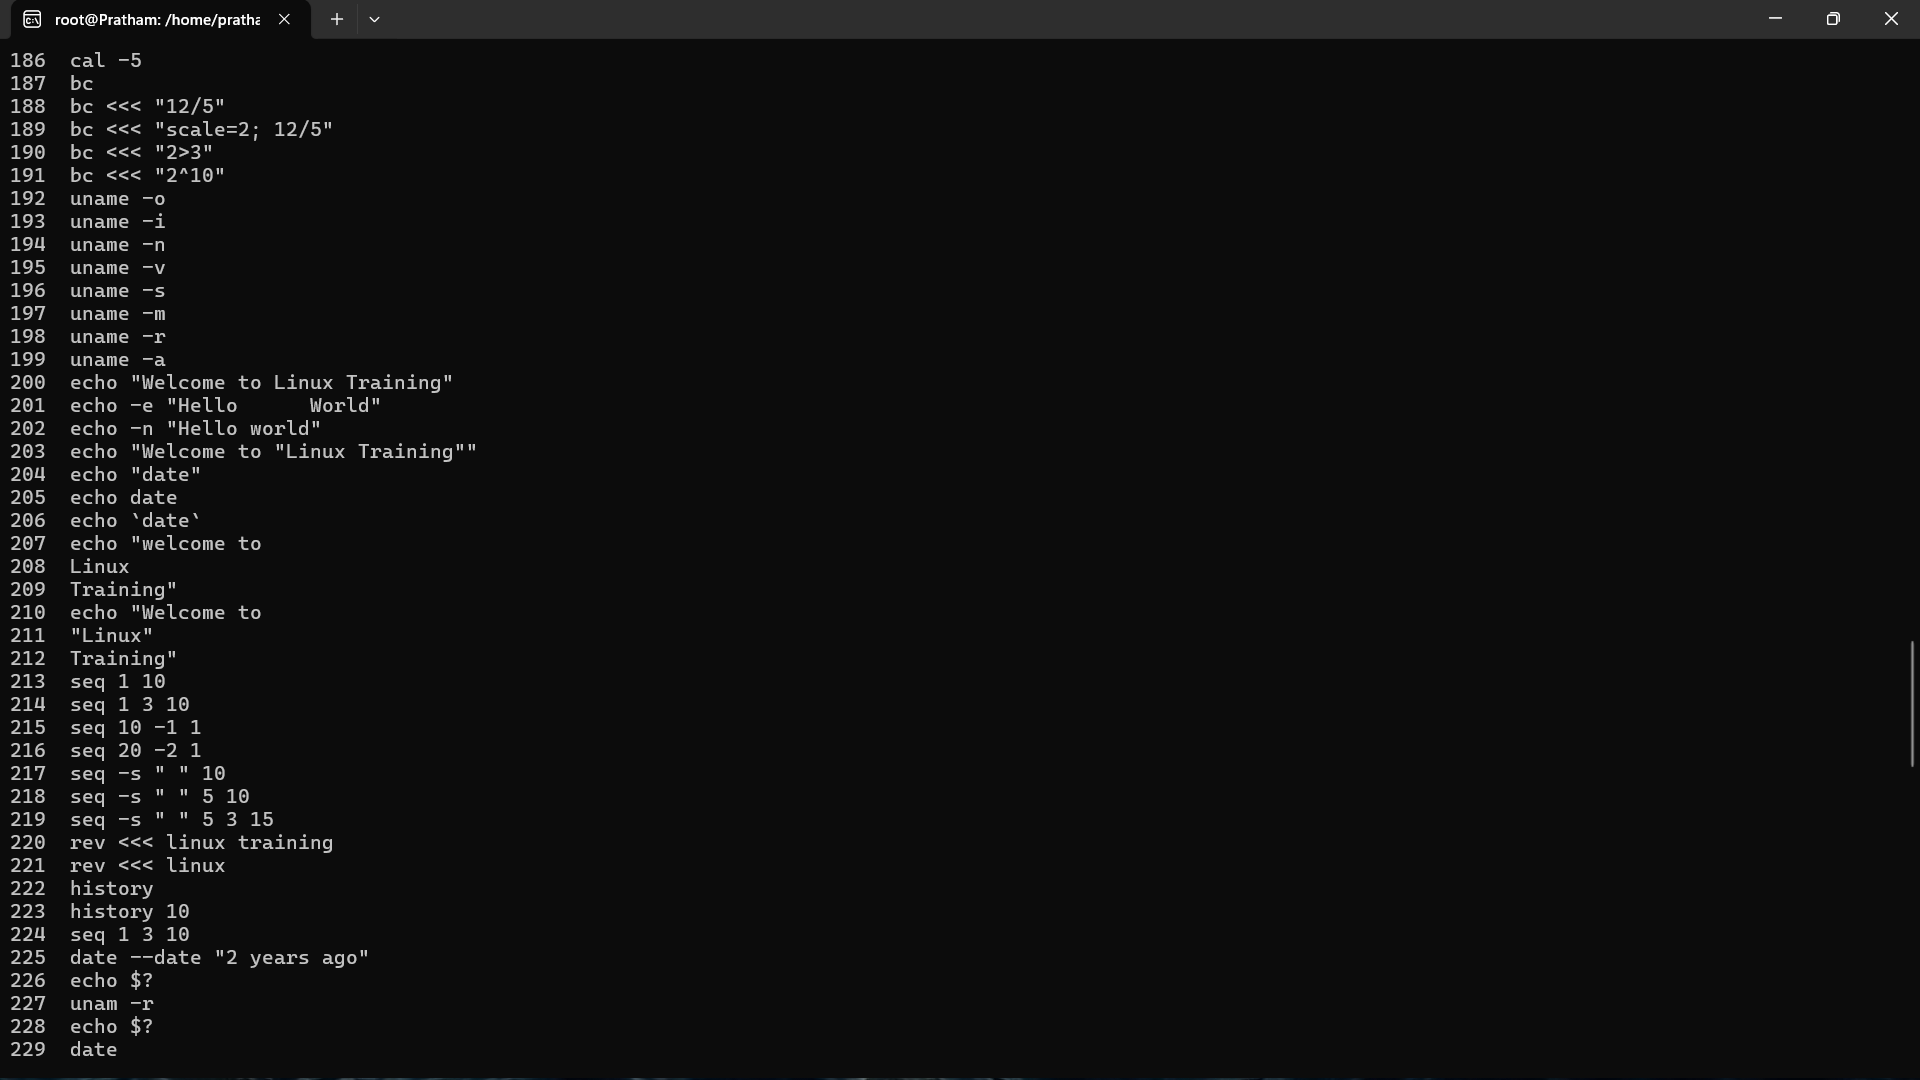 root@Pratham: /home/pratha
186  cal -5
187  bc
188  bc <<< "12/5"
189  bc <<< "scale=2; 12/5"
190  bc <<< "2>3"
191  bc <<< "2^10"
192  uname -o
193  uname -i
194  uname -n
195  uname -v
196  uname -s
197  uname -m
198  uname -r
199  uname -a
200  echo "Welcome to Linux Training"
201  echo -e "Hello      World"
202  echo -n "Hello world"
203  echo "Welcome to "Linux Training""
204  echo "date"
205  echo date
206  echo `date`
207  echo "welcome to
208  Linux
209  Training"
210  echo "Welcome to
211  "Linux"
212  Training"
213  seq 1 10
214  seq 1 3 10
215  seq 10 -1 1
216  seq 20 -2 1
217  seq -s " " 10
218  seq -s " " 5 10
219  seq -s " " 5 3 15
220  rev <<< linux training
221  rev <<< linux
222  history
223  history 10
224  seq 1 3 10
225  date --date "2 years ago"
226  echo $?
227  unam -r
228  echo $?
229  date